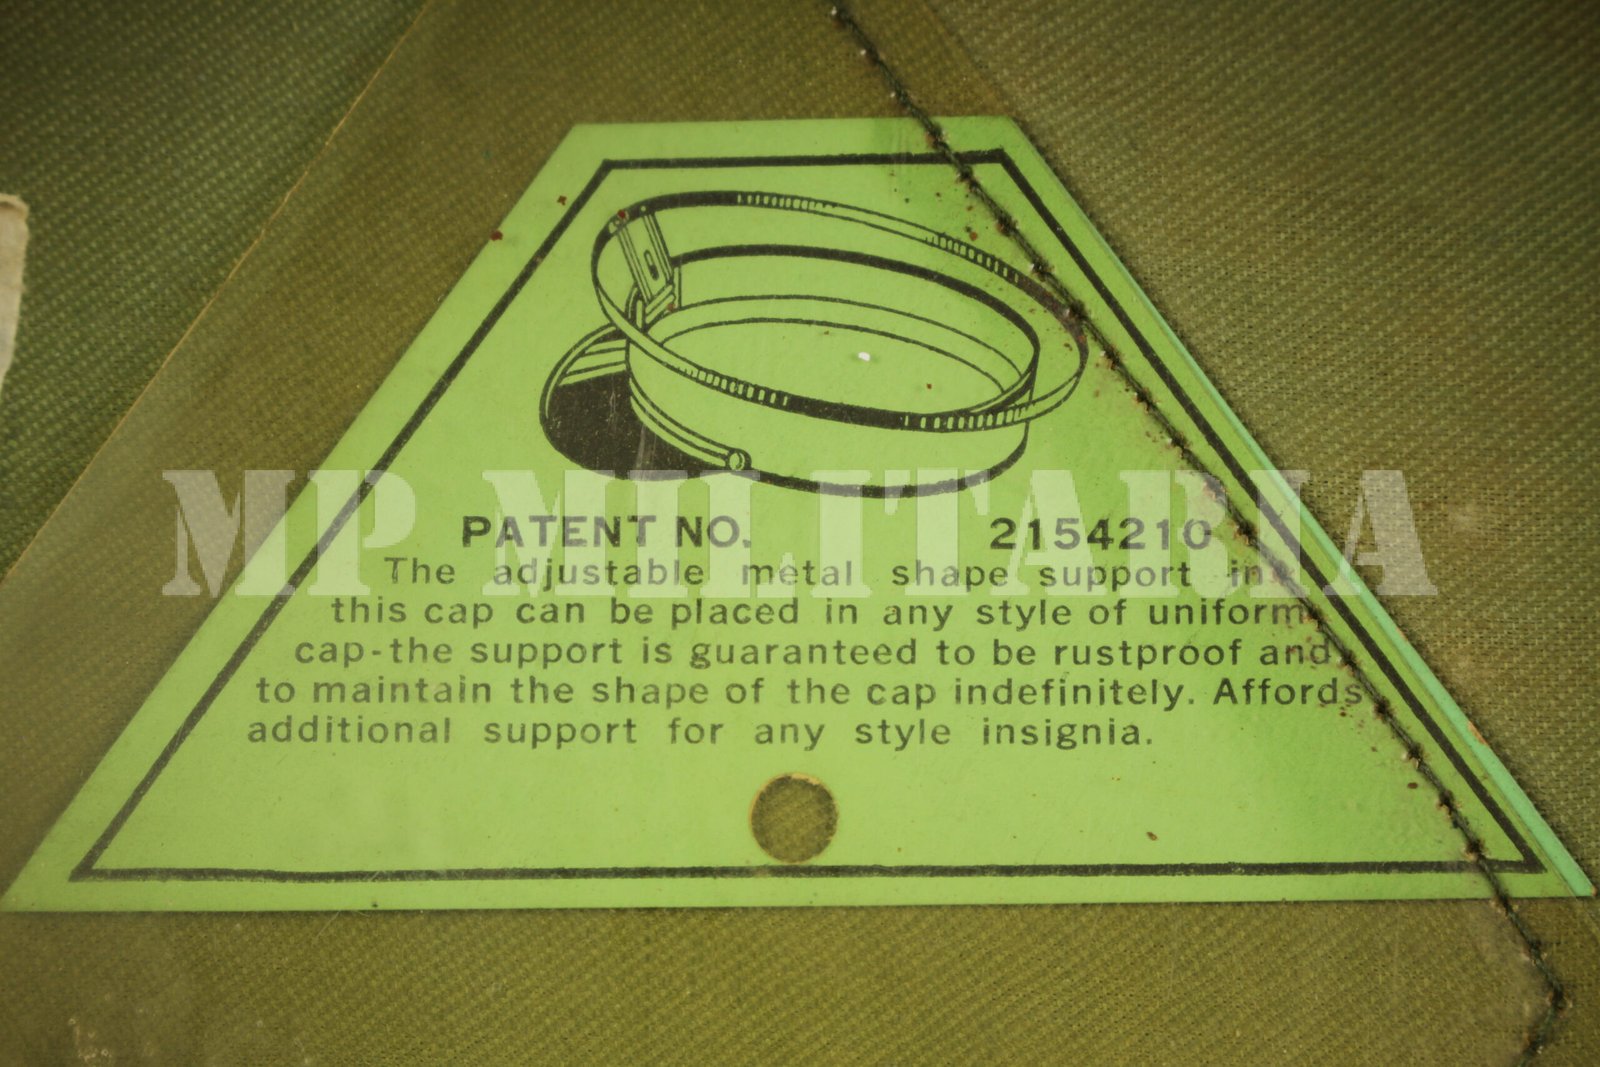 PATENT NO. 2154210
The adjustable metal shape support in
this cap can be placed in any style of uniform
cap-the support is guaranteed to be rustproof and
to maintain the shape of the cap indefinitely. Affords
additional support for any style insignia.
MP MILITARIA